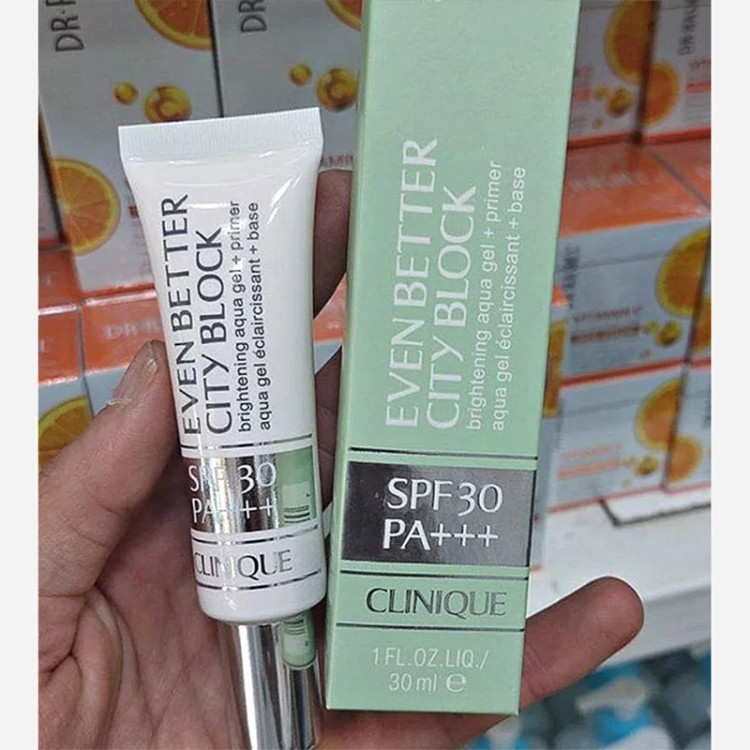 EVEN BETTER
CITY BLOCK
brightening aqua gel + primer
aqua gel éclaircissant + base
SPF 30
PA+++
CLINIQUE
EVEN BETTER
CITY BLOCK
brightening aqua gel + primer
aqua gel éclaircissant + base
SPF 30
PA+++
CLINIQUE
1 FL.OZ.LIQ./
30 ml ℮